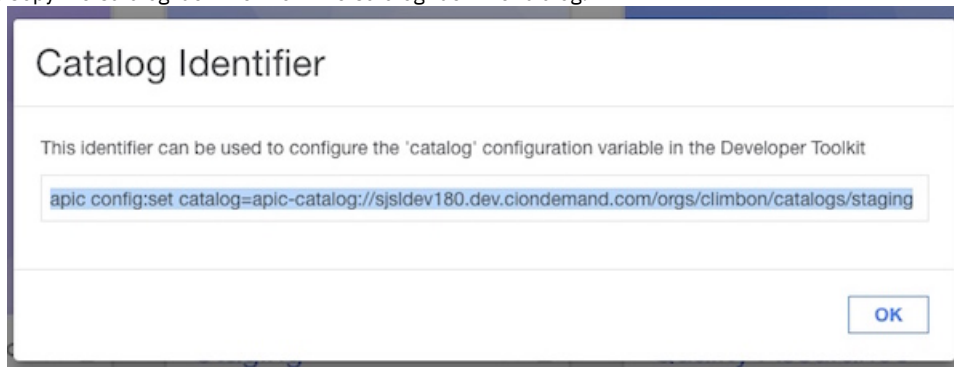 Catalog Identifier
This identifier can be used to configure the 'catalog' configuration variable in the Developer Toolkit
apic config:set catalog=apic-catalog://sjsldev180.dev.ciondemand.com/orgs/climbon/catalogs/staging
OK